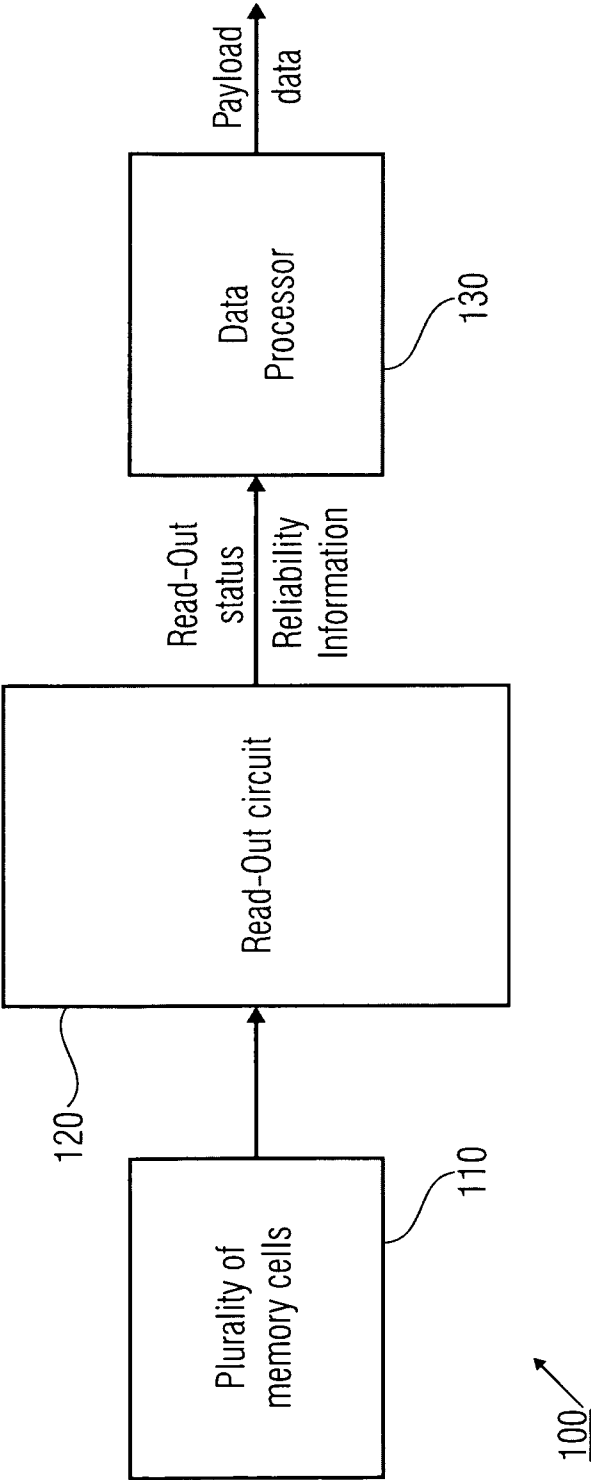 Plurality of
memory cells
110
120
Read-Out circuit
Read-Out
status
Reliability
Information
Data
Processor
130
Payload
data
100